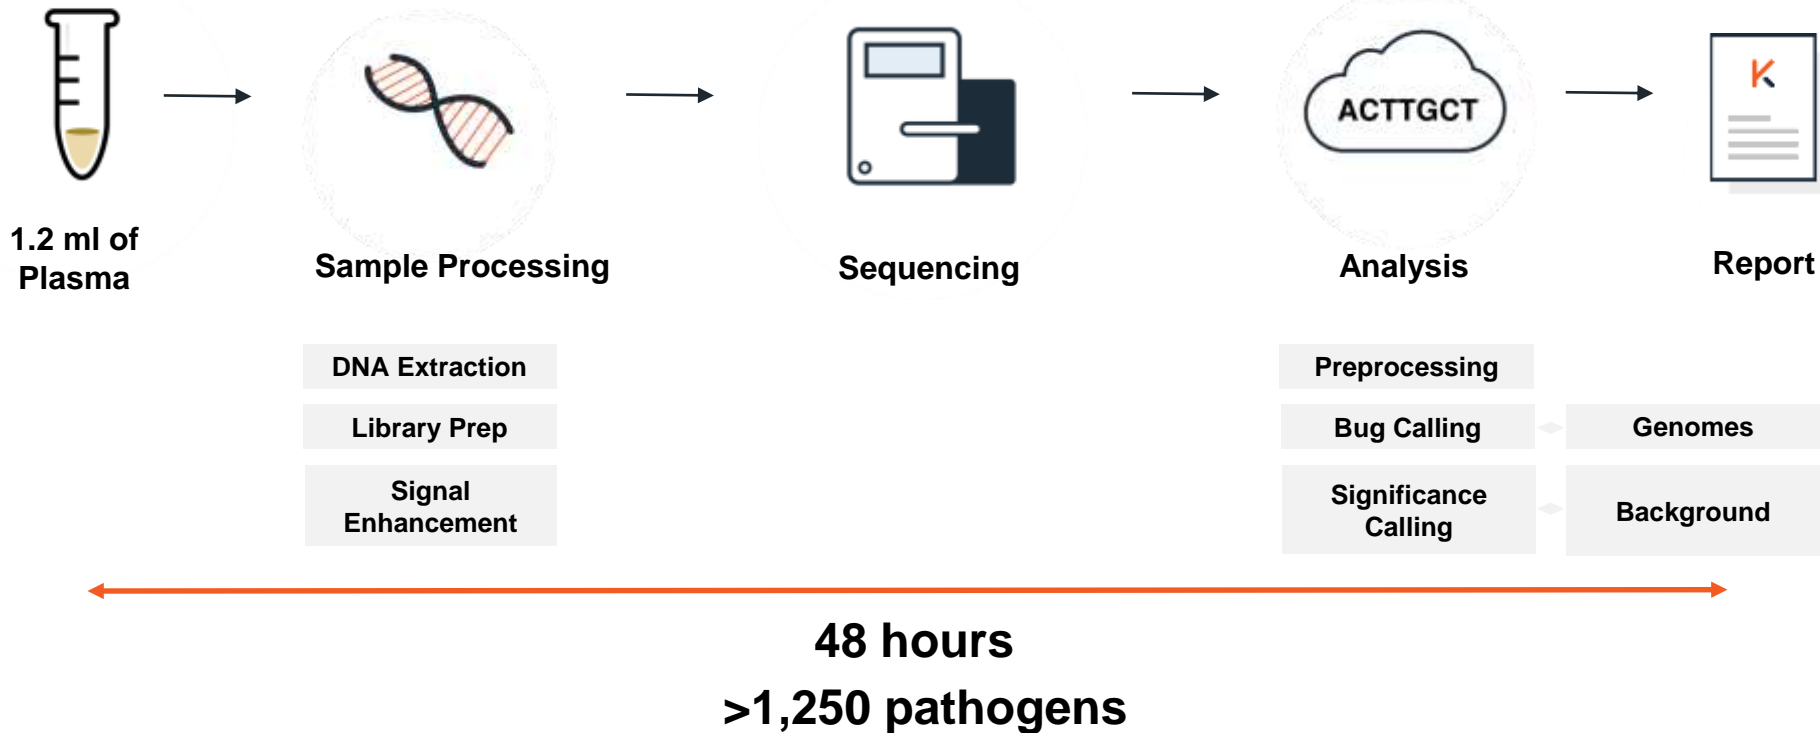 ACTTGCT
1.2 ml of
Plasma
Sample Processing
Sequencing
Analysis
Report
DNA Extraction
Library Prep
Signal
Enhancement
Preprocessing
Bug Calling
Genomes
Significance
Calling
Background
48 hours
>1,250 pathogens